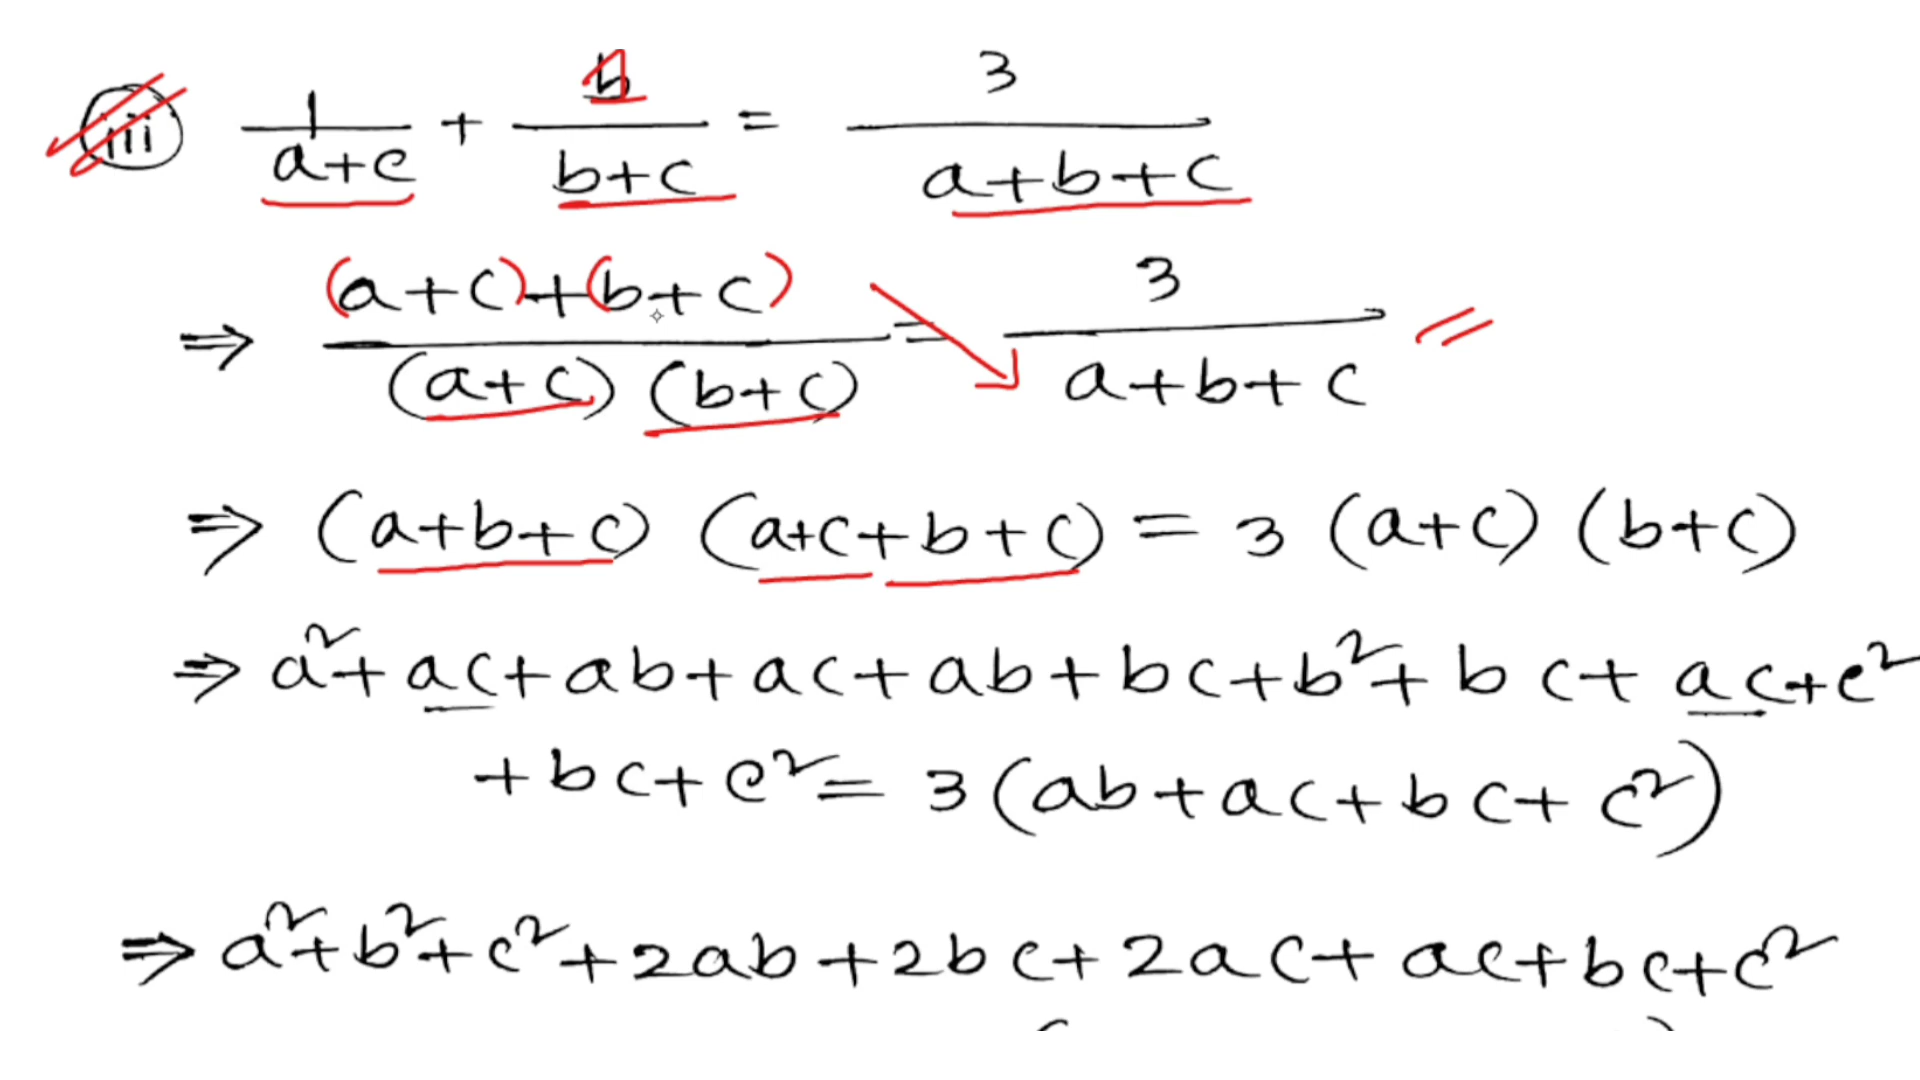 iii 1/(a+c) + 1/(b+c) = 3/(a+b+c)
⇒ ((a+c)+(b+c))/((a+c)(b+c)) = 3/(a+b+c)
⇒ (a+b+c) (a+c+b+c) = 3 (a+c) (b+c)
⇒ a²+ac+ab+ac+ab+bc+b²+bc+ac+c²
+bc+c² = 3(ab+ac+bc+c²)
⇒ a²+b²+c²+2ab+2bc+2ac+ac+bc+c²